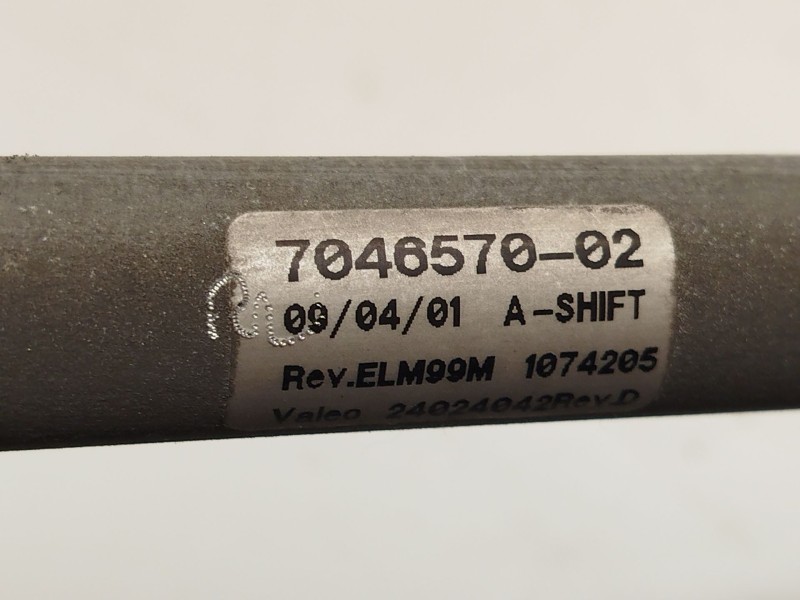 7046570-02
09/04/01 A-SHIFT
Rev.ELM99M 1074205
Valeo 24024042Rev.D